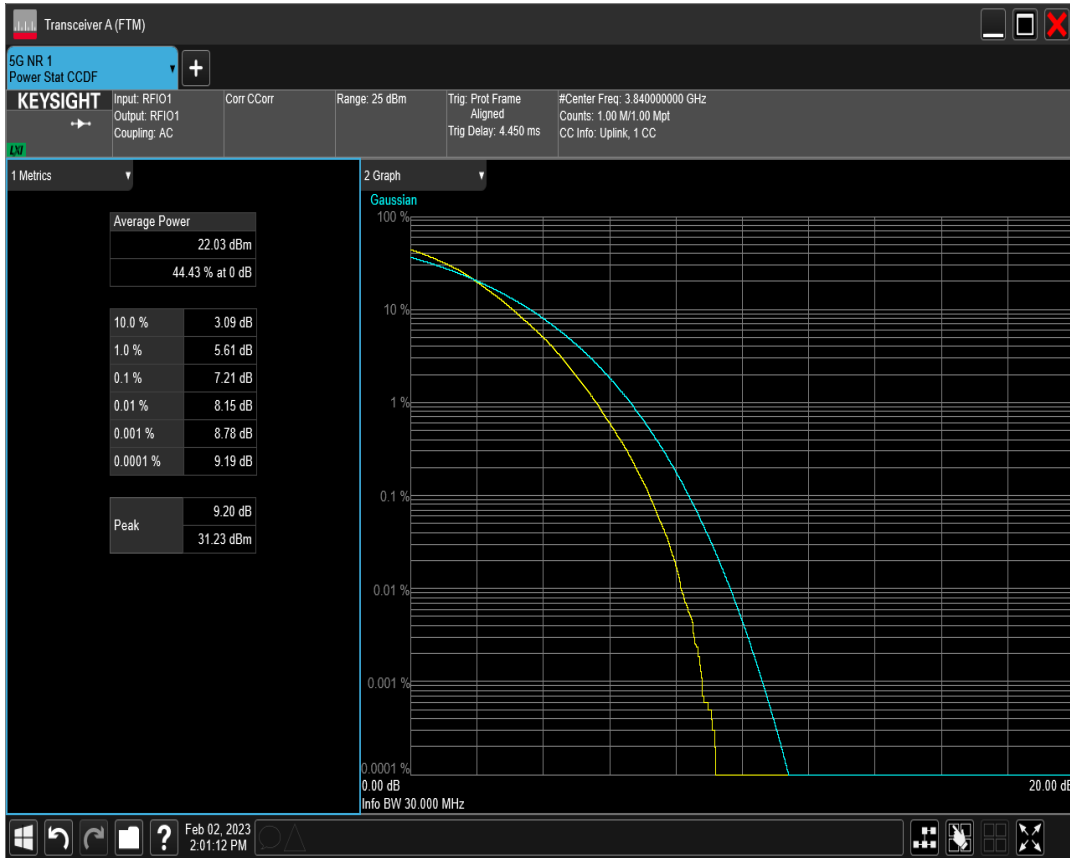 Transceiver A (FTM)
5G NR 1
Power Stat CCDF
KEYSIGHT
LXI
Input: RFIO1
Output: RFIO1
Coupling: AC
Corr CCorr
Range: 25 dBm
Trig: Prot Frame
Aligned
Trig Delay: 4.450 ms
#Center Freq: 3.840000000 GHz
Counts: 1.00 M/1.00 Mpt
CC Info: Uplink, 1 CC
1 Metrics
Average Power
22.03 dBm
44.43 % at 0 dB
10.0 % 3.09 dB
1.0 % 5.61 dB
0.1 % 7.21 dB
0.01 % 8.15 dB
0.001 % 8.78 dB
0.0001 % 9.19 dB
Peak 9.20 dB
31.23 dBm
2 Graph
Gaussian
100 %
10 %
1 %
0.1 %
0.01 %
0.001 %
0.0001 %
0.00 dB 20.00 dB
Info BW 30.000 MHz
? Feb 02, 2023
2:01:12 PM